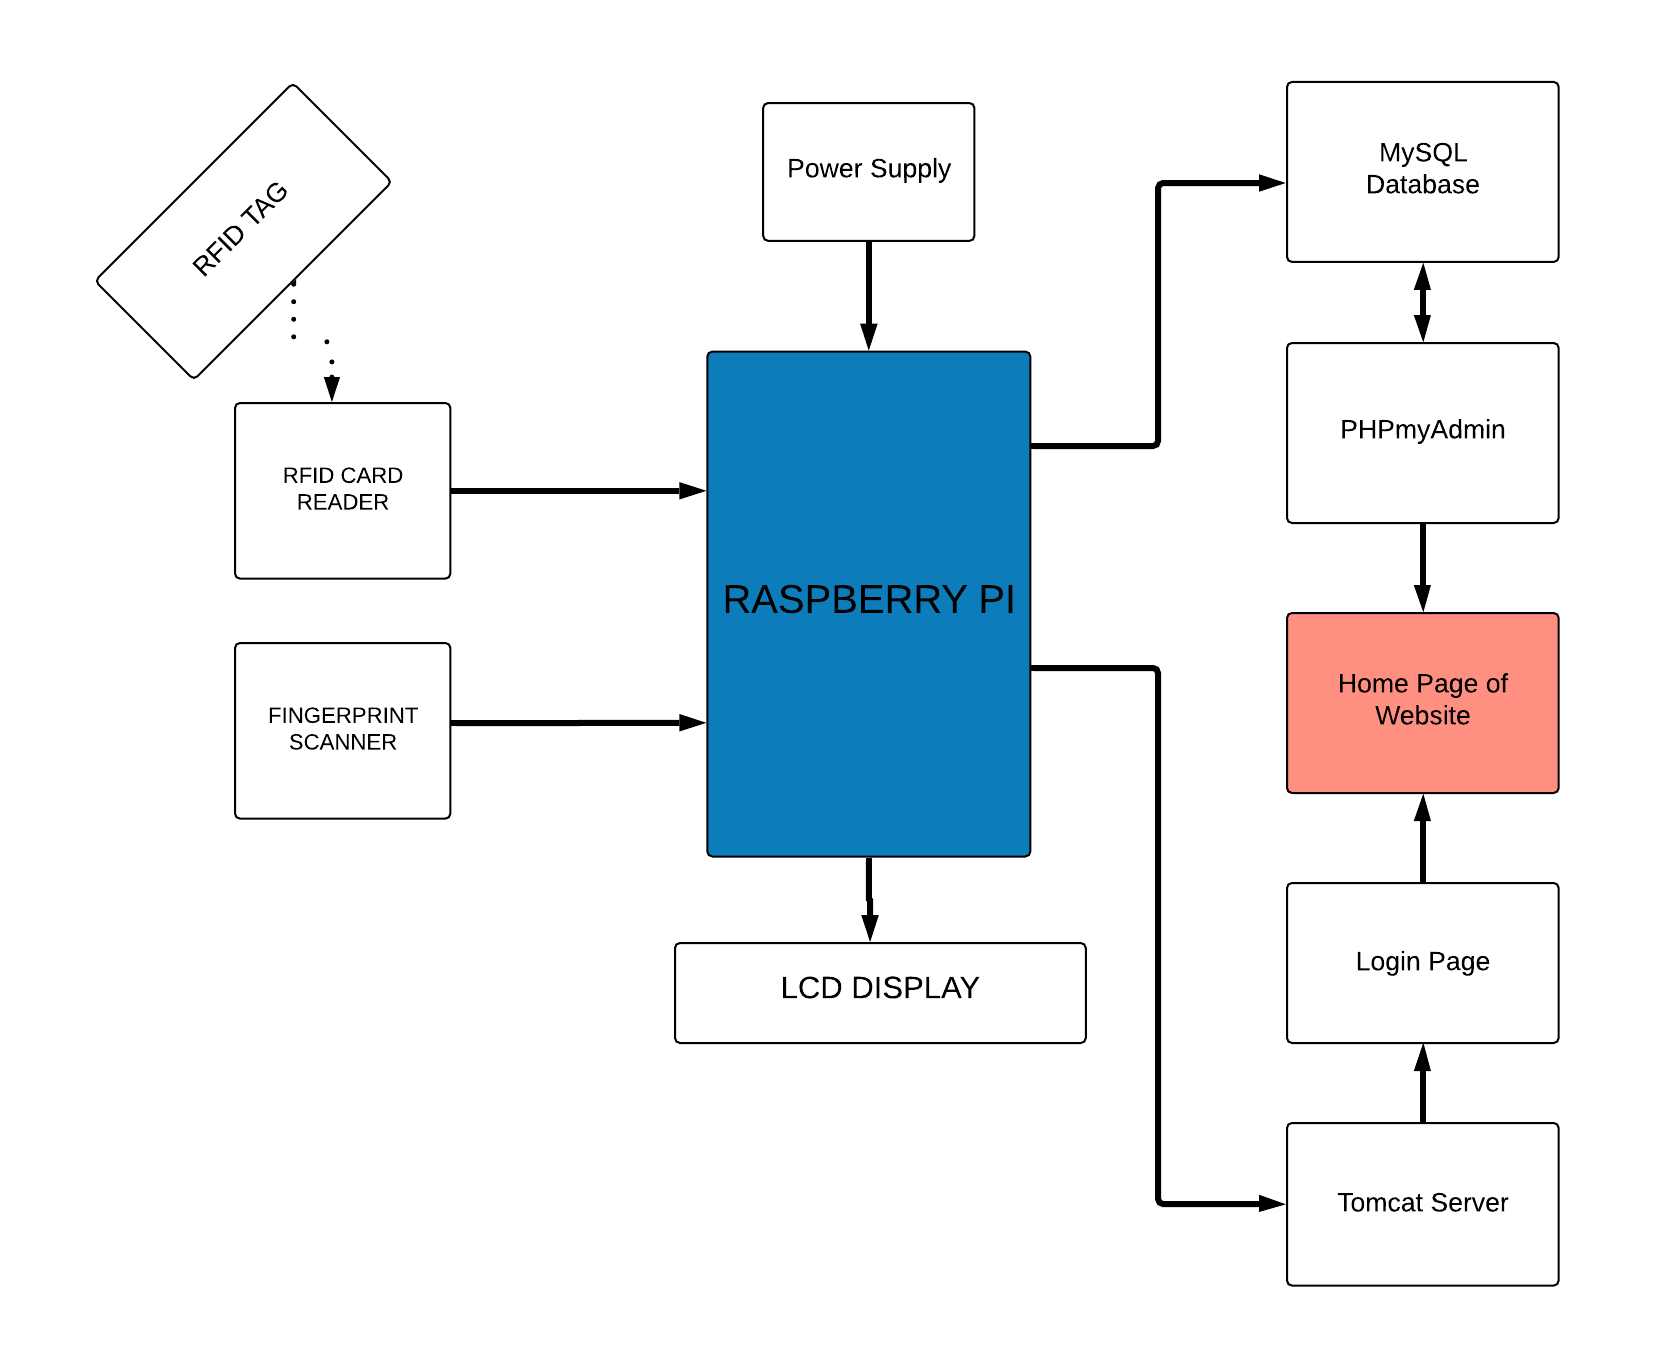 RFID TAG
Power Supply
MySQL
Database
RFID CARD
READER
PHPmyAdmin
RASPBERRY PI
FINGERPRINT
SCANNER
Home Page of
Website
LCD DISPLAY
Login Page
Tomcat Server